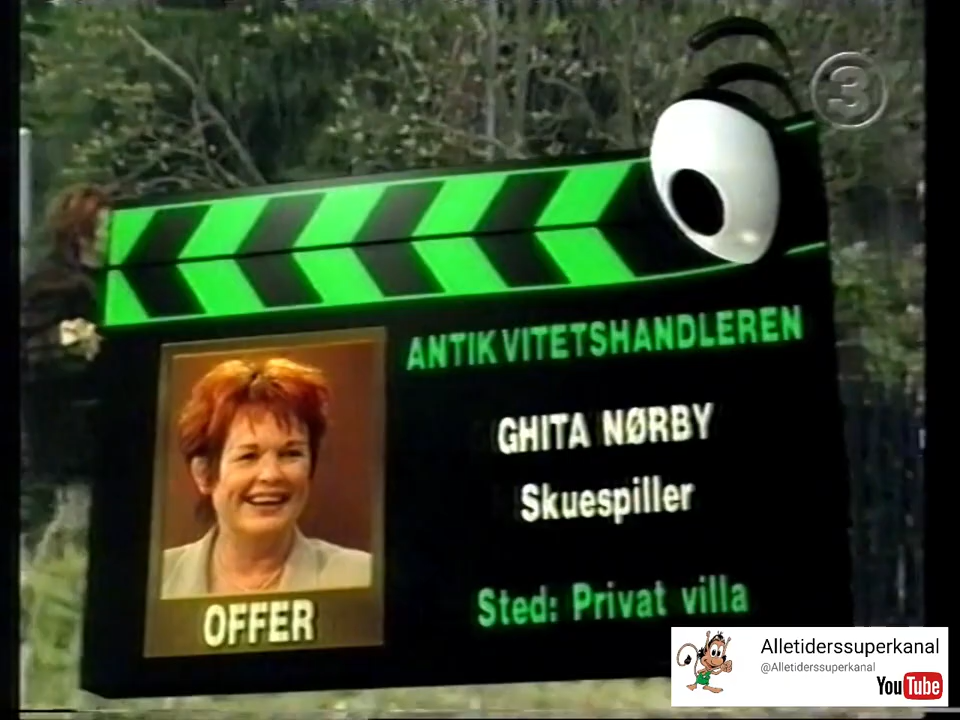 3
ANTIKVITETSHANDLEREN
GHITA NØRBY
Skuespiller
Sted: Privat villa
OFFER
Alletiderssuperkanal
@Alletiderssuperkanal
YouTube